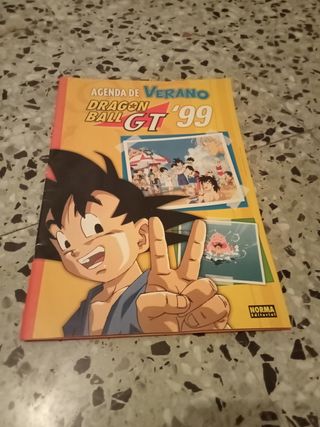 AGENDA DE VERANO
DRAGON
BALL GT '99
NORMA
Editorial